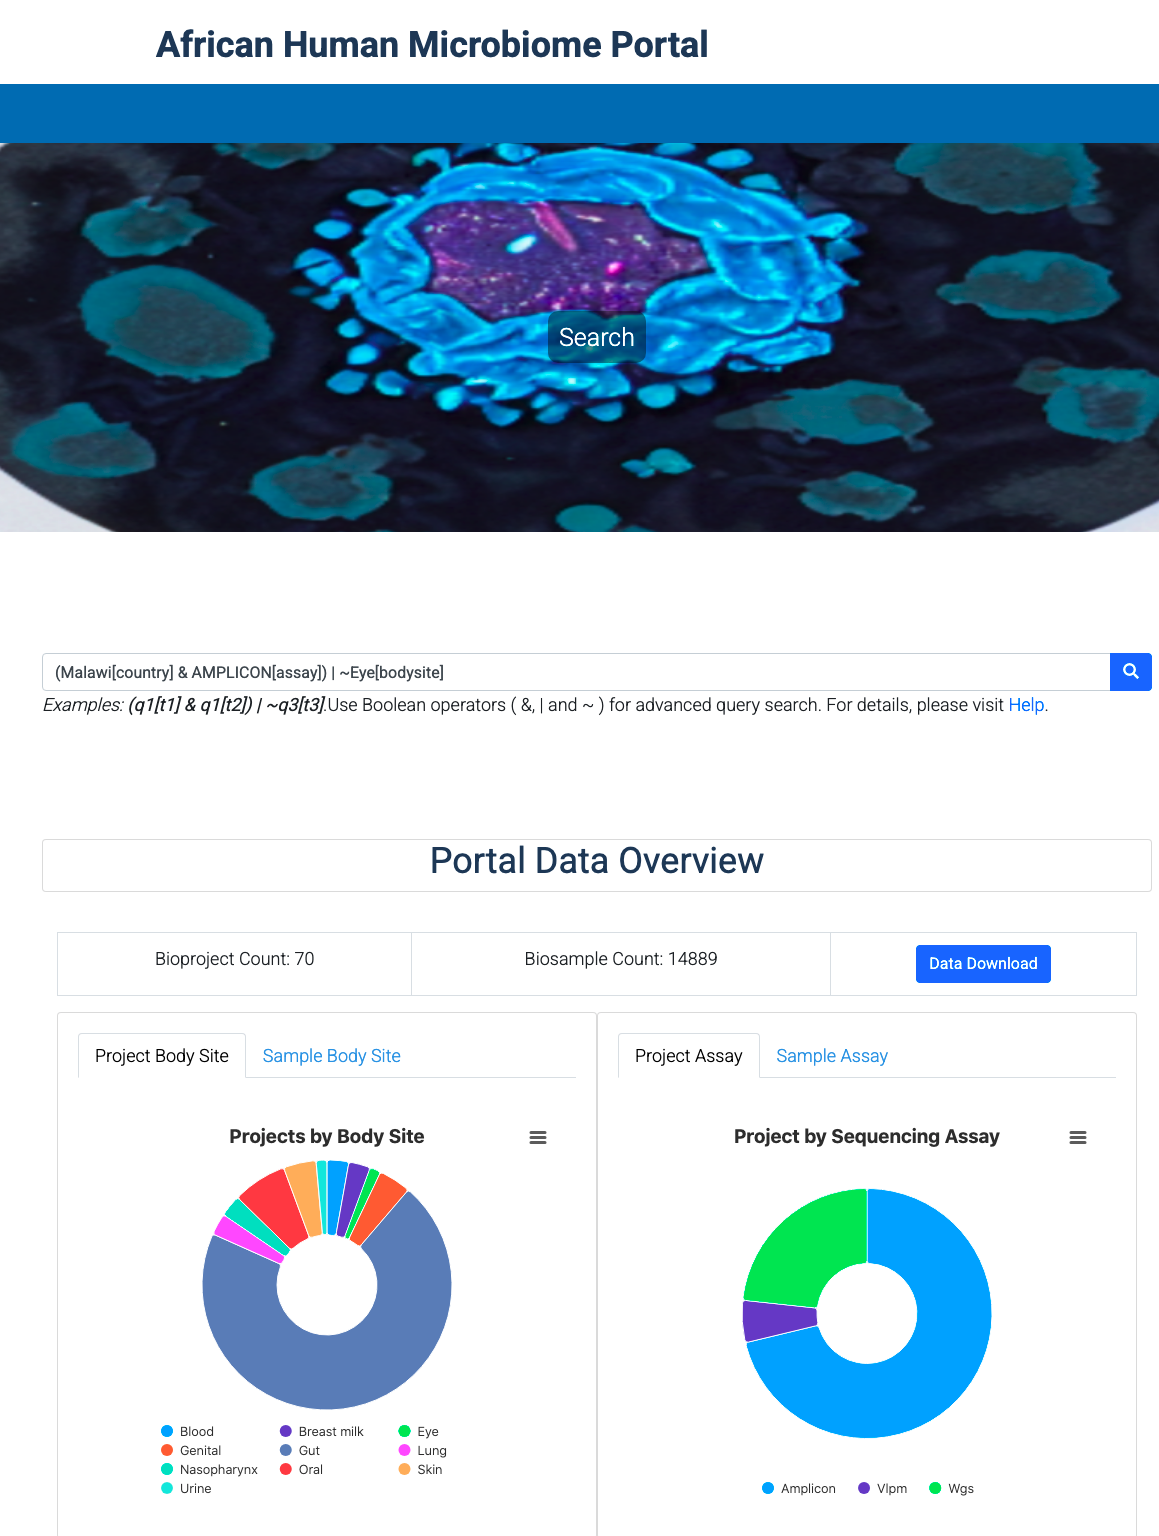 African Human Microbiome Portal
Search
(Malawi[country] & AMPLICON[assay]) | ~Eye[bodysite]
Examples: (q1[t1] & q1[t2]) | ~q3[t3].Use Boolean operators ( &, | and ~ ) for advanced query search. For details, please visit Help.
Portal Data Overview
Bioproject Count: 70
Biosample Count: 14889
Data Download
Project Body Site
Sample Body Site
Project Assay
Sample Assay
Projects by Body Site
Project by Sequencing Assay
Blood
Breast milk
Eye
Genital
Gut
Lung
Nasopharynx
Oral
Skin
Urine
Amplicon
Vlpm
Wgs